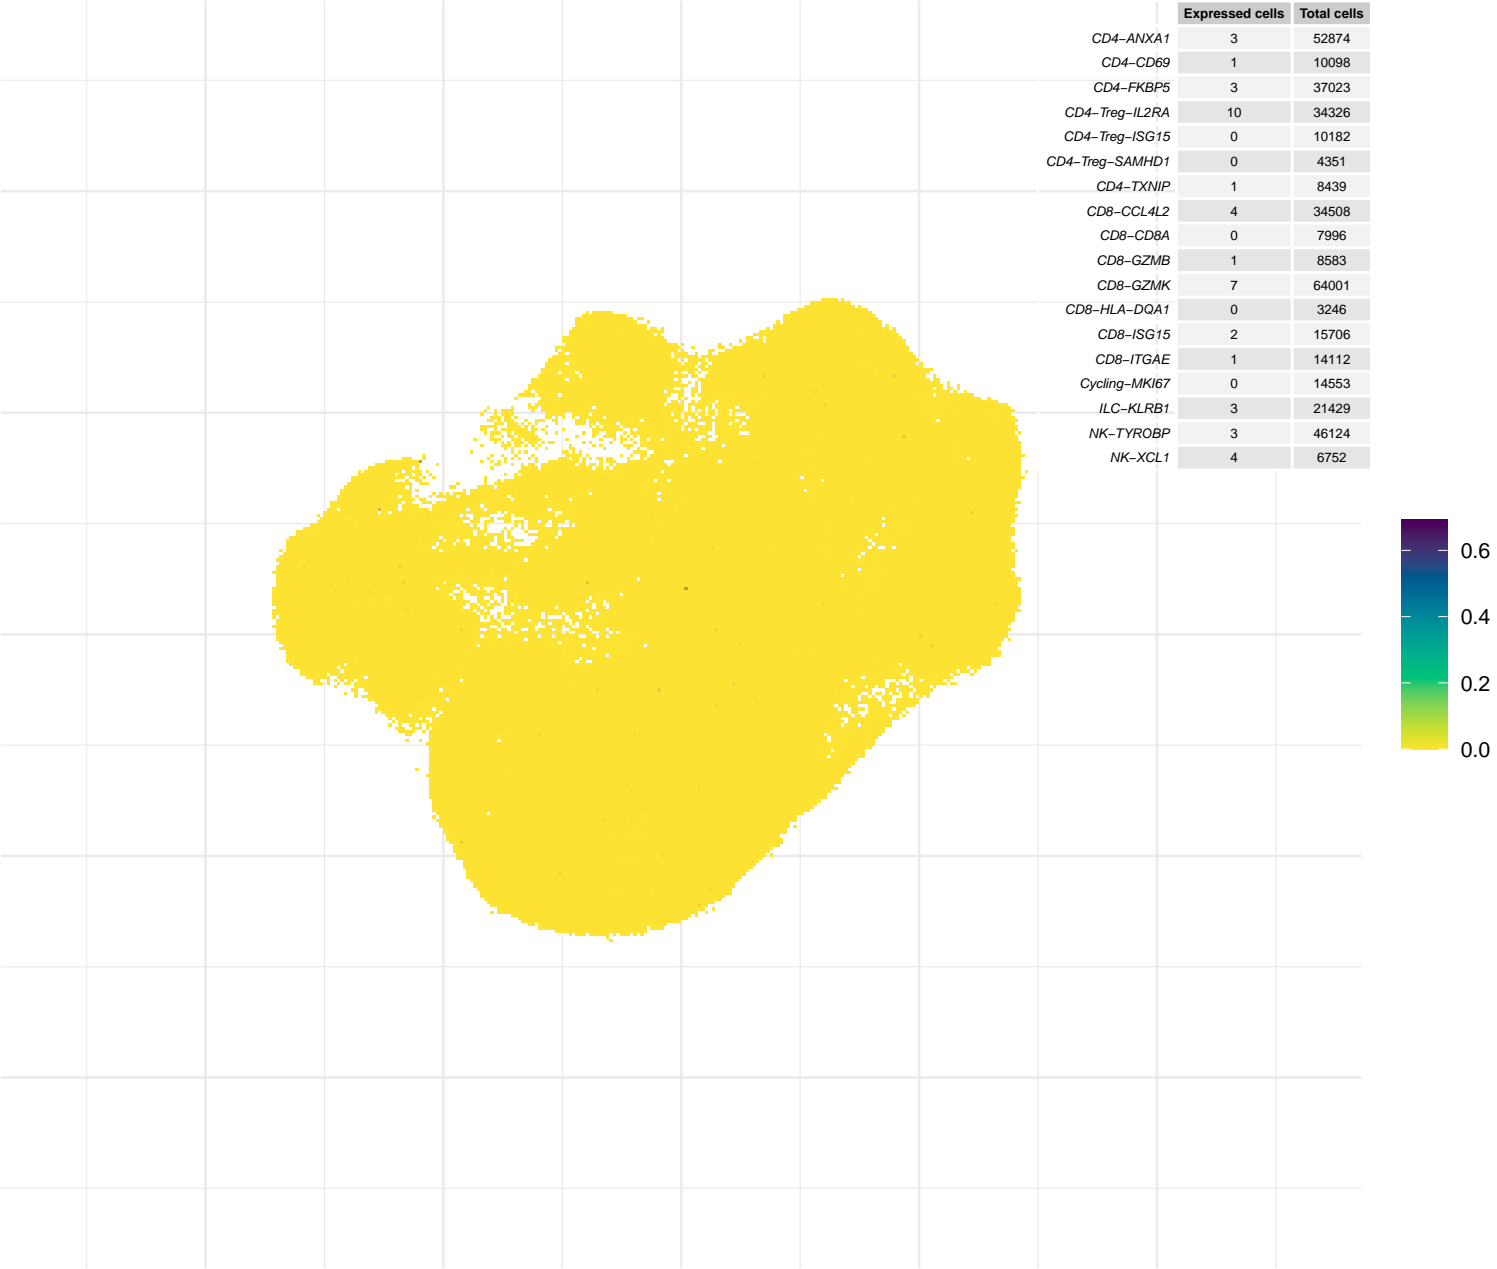 Expressed cells Total cells
CD4−ANXA1 3 52874
CD4−CD69 1 10098
CD4−FKBP5 3 37023
CD4−Treg−IL2RA 10 34326
CD4−Treg−ISG15 0 10182
CD4−Treg−SAMHD1 0 4351
CD4−TXNIP 1 8439
CD8−CCL4L2 4 34508
CD8−CD8A 0 7996
CD8−GZMB 1 8583
CD8−GZMK 7 64001
CD8−HLA−DQA1 0 3246
CD8−ISG15 2 15706
CD8−ITGAE 1 14112
Cycling−MKI67 0 14553
ILC−KLRB1 3 21429
NK−TYROBP 3 46124
NK−XCL1 4 6752
0.6
0.4
0.2
0.0